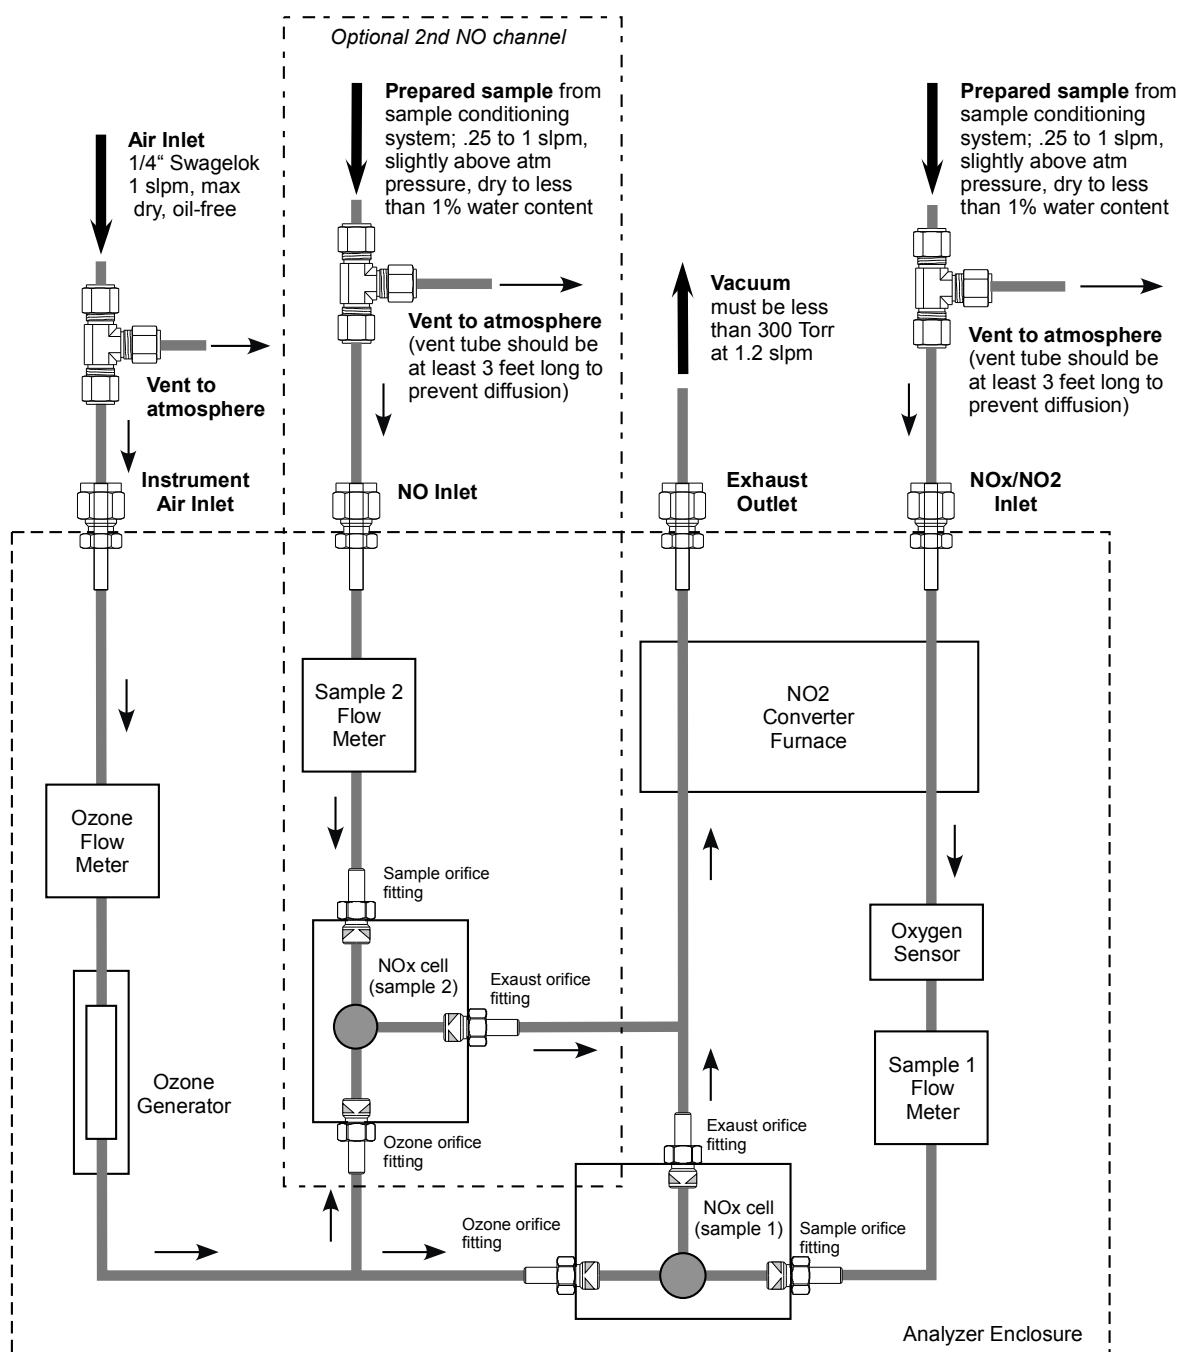 Optional 2nd NO channel
Air Inlet
1/4“ Swagelok
1 slpm, max
dry, oil-free
Prepared sample from
sample conditioning
system; .25 to 1 slpm,
slightly above atm
pressure, dry to less
than 1% water content
Prepared sample from
sample conditioning
system; .25 to 1 slpm,
slightly above atm
pressure, dry to less
than 1% water content
Vacuum
must be less
than 300 Torr
at 1.2 slpm
Vent to
atmosphere
Vent to atmosphere
(vent tube should be
at least 3 feet long to
prevent diffusion)
Vent to atmosphere
(vent tube should be
at least 3 feet long to
prevent diffusion)
Instrument
Air Inlet
NO Inlet
Exhaust
Outlet
NOx/NO2
Inlet
Sample 2
Flow
Meter
NO2
Converter
Furnace
Ozone
Flow
Meter
Sample orifice
fitting
Oxygen
Sensor
NOx cell
(sample 2)
Exaust orifice
fitting
Ozone
Generator
Sample 1
Flow
Meter
Ozone orifice
fitting
Exaust orifice
fitting
NOx cell
(sample 1)
Ozone orifice
fitting
Sample orifice
fitting
Analyzer Enclosure